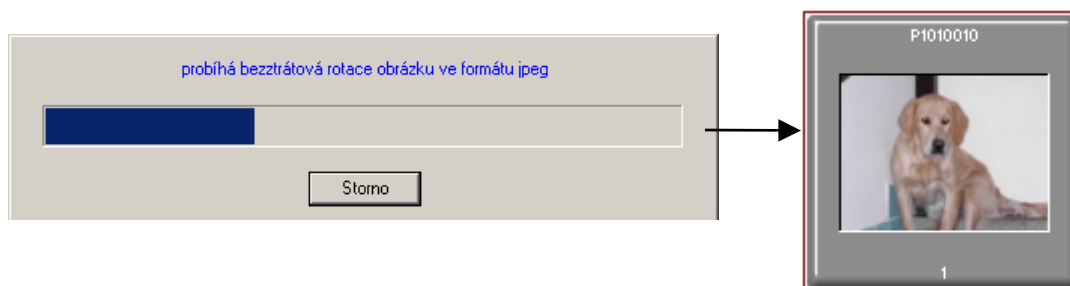 P1010010
probíhá bezztrátová rotace obrázku ve formátu jpeg
Storno
1